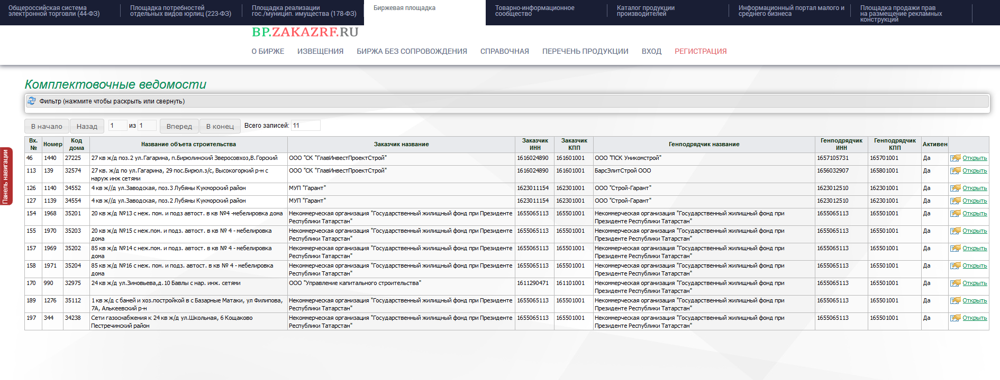 Общероссийская система
электронной торговли (44-ФЗ)
Площадка потребностей
отдельных видов юрлиц (223-ФЗ)
Площадка реализации
гос./муницип. имущества (178-ФЗ)
Биржевая площадка
Товарно-информационное
сообщество
Каталог продукции
производителей
Информационный портал малого и
среднего бизнеса
Площадка продажи прав
на размещение рекламных
конструкций
BP.ZAKAZRF.RU
О БИРЖЕ ИЗВЕЩЕНИЯ БИРЖА БЕЗ СОПРОВОЖДЕНИЯ СПРАВОЧНАЯ ПЕРЕЧЕНЬ ПРОДУКЦИИ ВХОД РЕГИСТРАЦИЯ
Комплектовочные ведомости
Фильтр (нажмите чтобы раскрыть или свернуть)
В начало Назад 1 из 1 Вперед В конец Всего записей: 11
Панель навигации
Вх. Код Заказчик Заказчик Генподрядчик Генподрядчик
№ Номер дома Название объета строительства Заказчик название ИНН КПП Генподрядчик название ИНН КПП Активен
46 1440 27225 27 кв ж/д поз.2 ул.Гагарина, п.Бирюлинский Зверосовхоз,В.Горский ООО "СК "ГлавИнвестПроектСтрой" 1616024890 161601001 ООО "ПСК Уникомстрой" 1657105731 165701001 Да Открыть
113 139 32574 27 кв. ж/д по ул.Гагарина, 29 пос.Бирюл.з/с, Высокогоркий р-н с ООО "СК "ГлавИнвестПроектСтрой" 1616024890 161601001 БарсЭлитСтрой ООО 1656032907 165801001 Да Открыть
наруж инж сетями
126 1140 34552 4 кв ж//д ул.Заводская, поз.3 Лубяны Кукморский район МУП "Гарант" 1623011154 162301001 ООО "Строй-Гарант" 1623012510 162301001 Да Открыть
127 1139 34554 4 кв ж//д ул.Заводская, поз.2 Лубяны Кукморский район МУП "Гарант" 1623011154 162301001 ООО "Строй-Гарант" 1623012510 162301001 Да Открыть
154 1968 35201 20 кв ж/д №13 с неж. пом. и подз автост. в кв №4 -мебелировка дома Некоммерческая организация "Государственный жилищный фонд при Президенте 1655065113 165501001 Некоммерческая организация "Государственный жилищный фонд при 1655065113 165501001 Да Открыть
Республики Татарстан" Президенте Республики Татарстан"
155 1970 35203 20 кв ж/д №15 с неж.пом. и подз. автост. в кв № 4 - мебелировка Некоммерческая организация "Государственный жилищный фонд при Президенте 1655065113 165501001 Некоммерческая организация "Государственный жилищный фонд при 1655065113 165501001 Да Открыть
дома Республики Татарстан" Президенте Республики Татарстан"
157 1969 35202 85 кв ж/д №14 с неж.пом. и подз. автост. в кв № 4 - мебелировка Некоммерческая организация "Государственный жилищный фонд при Президенте 1655065113 165501001 Некоммерческая организация "Государственный жилищный фонд при 1655065113 165501001 Да Открыть
дома Республики Татарстан" Президенте Республики Татарстан"
158 1971 35204 85 кв ж/д №16 с неж. пом. и подз. автост. в кв № 4 - мебелировка Некоммерческая организация "Государственный жилищный фонд при Президенте 1655065113 165501001 Некоммерческая организация "Государственный жилищный фонд при 1655065113 165501001 Да Открыть
дома Республики Татарстан" Президенте Республики Татарстан"
170 990 32975 24 кв ж/д ул.Зиновьева,д.10 Бавлы с нар. инж. сетями ООО "Управление капитального строительства" 1611290471 161101001 Некоммерческая организация "Государственный жилищный фонд при 1655065113 165501001 Да Открыть
Президенте Республики Татарстан"
189 1276 35112 1 кв ж/д с баней и хоз.постройкой в с Базарные Матаки, ул Филипова, Некоммерческая организация "Государственный жилищный фонд при Президенте 1655065113 165501001 Некоммерческая организация "Государственный жилищный фонд при 1655065113 165501001 Да Открыть
7А, Алькеевский р-н Республики Татарстан" Президенте Республики Татарстан"
197 344 34238 Сети газоснабжения к 24 кв ж/д ул.Школьная, 6 Кощаково Некоммерческая организация "Государственный жилищный фонд при Президенте 1655065113 165501001 Некоммерческая организация "Государственный жилищный фонд при 1655065113 165501001 Да Открыть
Пестречинский район Республики Татарстан" Президенте Республики Татарстан"